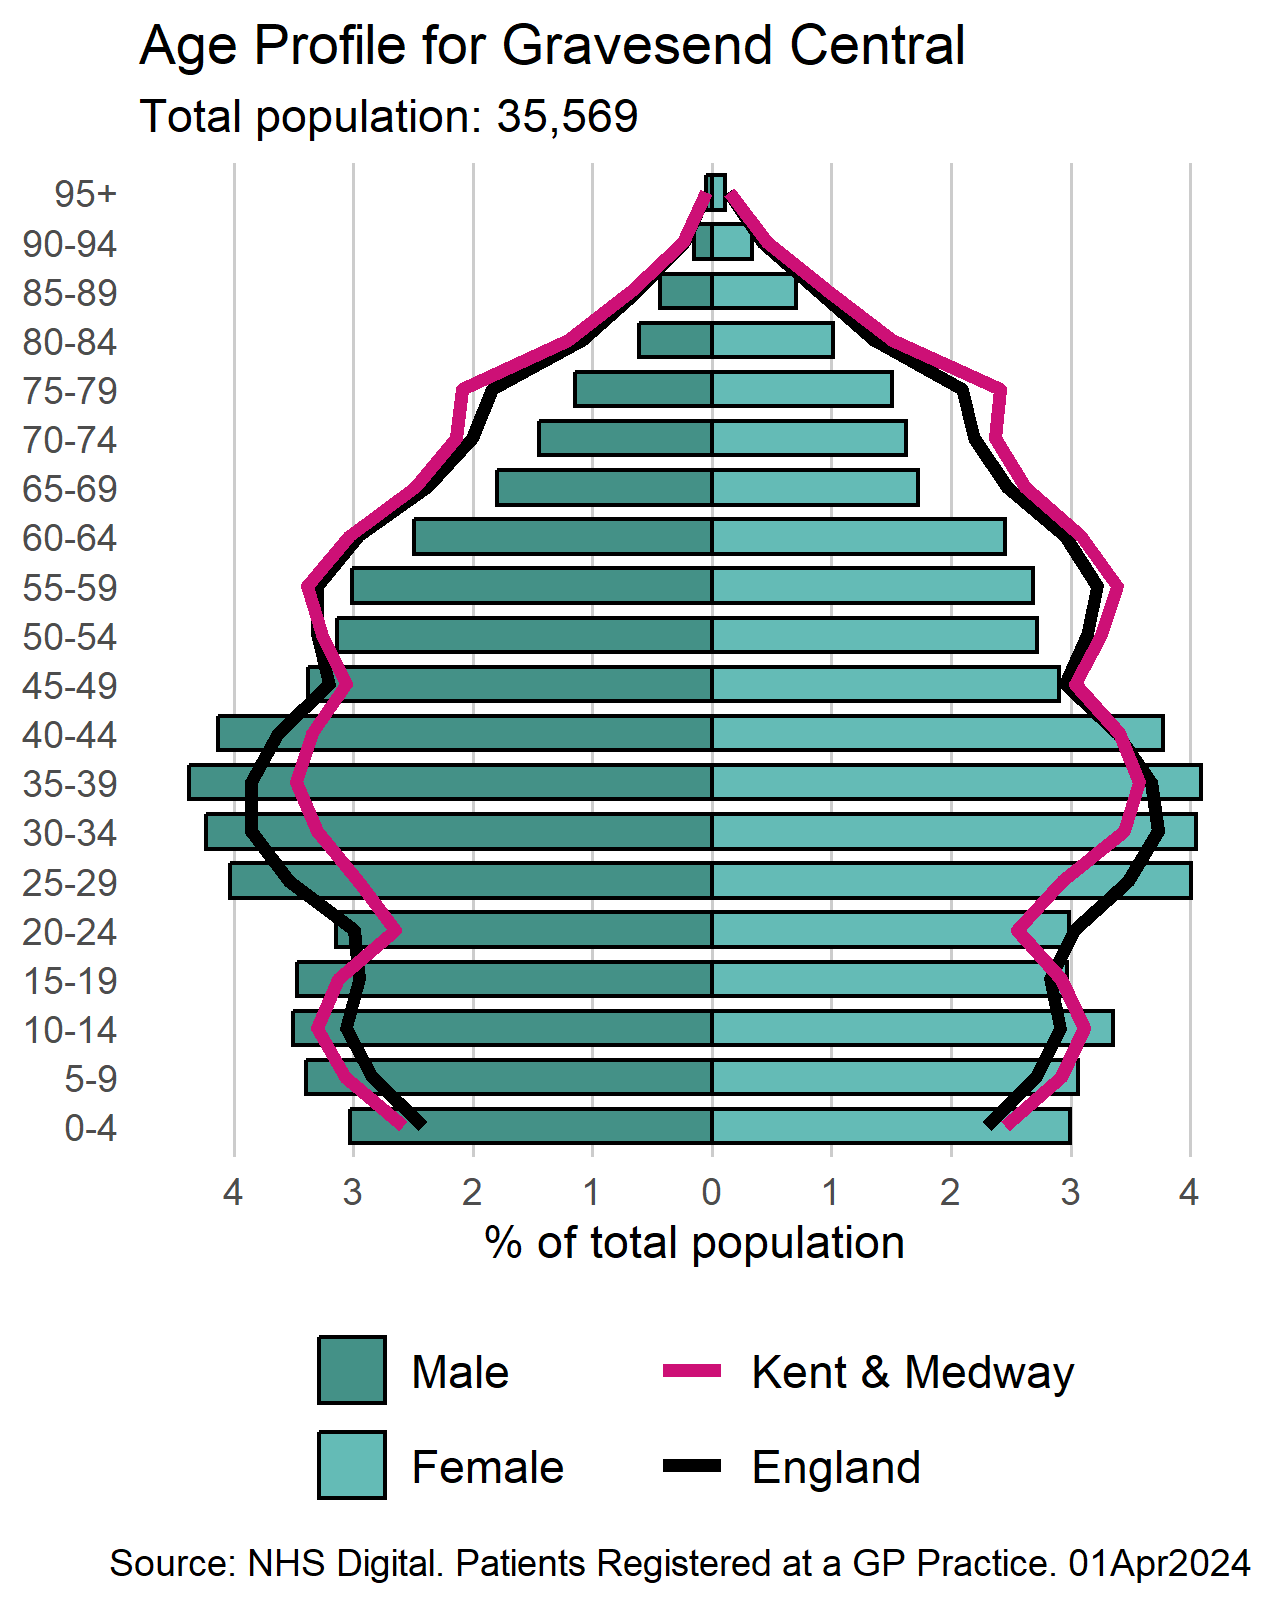 Age Profile for Gravesend Central
Total population: 35,569
95+
90-94
85-89
80-84
75-79
70-74
65-69
60-64
55-59
50-54
45-49
40-44
35-39
30-34
25-29
20-24
15-19
10-14
5-9
0-4
4 3 2 1 0 1 2 3 4
% of total population
Male
Kent & Medway
Female
England
Source: NHS Digital. Patients Registered at a GP Practice. 01Apr2024